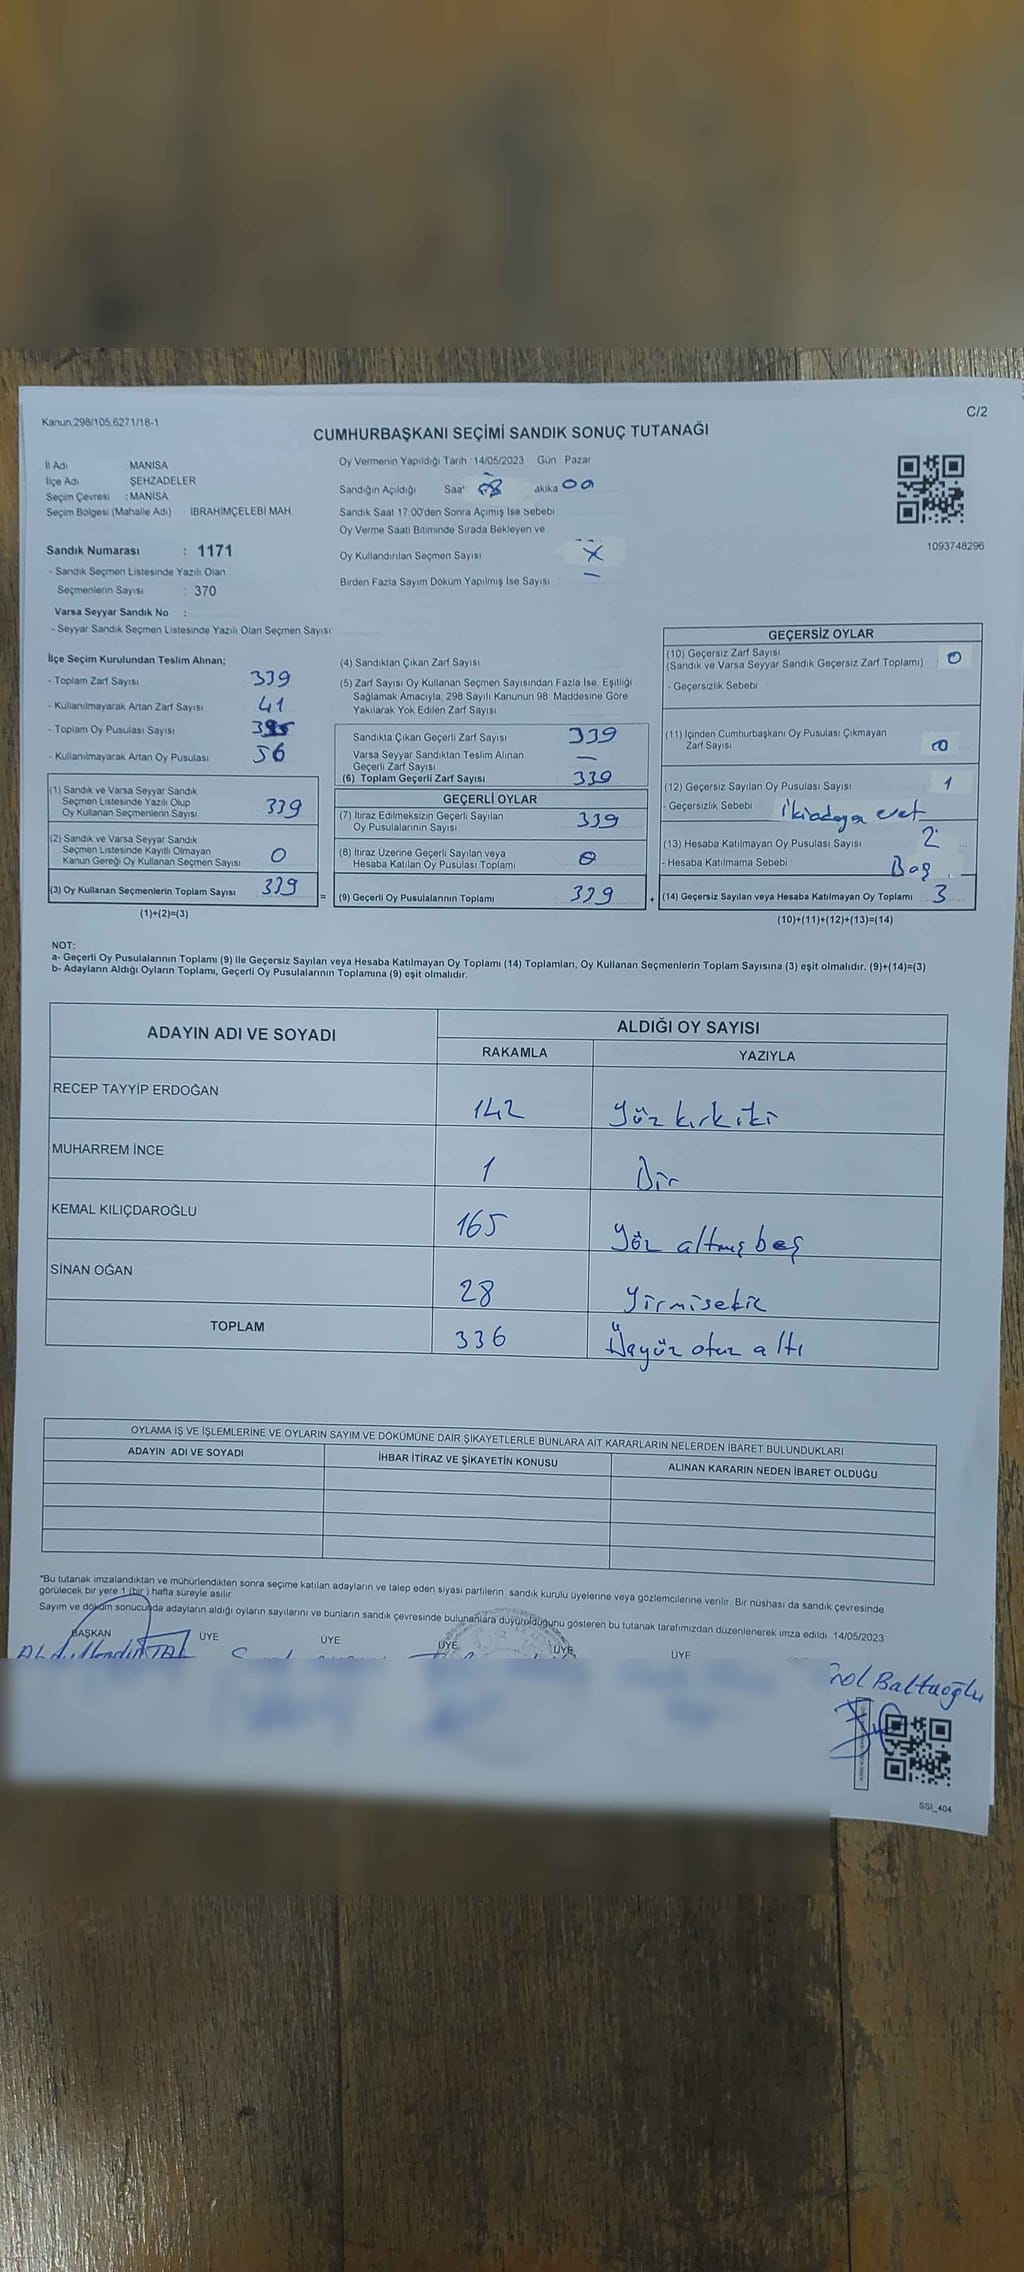 Kanun.298/105;6271/18-1
C/2
CUMHURBAŞKANI SEÇİMİ SANDIK SONUÇ TUTANAĞI
İl Adı MANİSA
İlçe Adı ŞEHZADELER
Seçim Çevresi : MANİSA
Seçim Bölgesi (Mahalle Adı) İBRAHİMÇELEBİ MAH.
Oy Vermenin Yapıldığı Tarih 14/05/2023 Gün Pazar
Sandığın Açıldığı Saat 08 akika 00
Sandık Saat 17:00'den Sonra Açımış İse Sebebi
Oy Verme Saati Bitiminde Sırada Bekleyen ve
Oy Kullandırılan Seçmen Sayısı X
Birden Fazla Sayım Döküm Yapılmış İse Sayısı –
1093748296
Sandık Numarası : 1171
- Sandık Seçmen Listesinde Yazılı Olan
Seçmenlerin Sayısı : 370
Varsa Seyyar Sandık No :
- Seyyar Sandık Seçmen Listesinde Yazılı Olan Seçmen Sayısı:
İlçe Seçim Kurulundan Teslim Alınan;
- Toplam Zarf Sayısı 339
- Kullanılmayarak Artan Zarf Sayısı 41
- Toplam Oy Pusulası Sayısı
- Kullanılmayarak Artan Oy Pusulası 56
(1) Sandık ve Varsa Seyyar Sandık
Seçmen Listesinde Yazılı Olup
Oy Kullanan Seçmenlerin Sayısı 339
(2) Sandık ve Varsa Seyyar Sandık
Seçmen Listesinde Kayıtlı Olmayan
Kanun Gereği Oy Kullanan Seçmen Sayısı 0
(3) Oy Kullanan Seçmenlerin Toplam Sayısı 339 =
(1)+(2)=(3)
(4) Sandıktan Çıkan Zarf Sayısı
(5) Zarf Sayısı Oy Kullanan Seçmen Sayısından Fazla İse, Eşitliği
Sağlamak Amacıyla, 298 Sayılı Kanunun 98. Maddesine Göre
Yakılarak Yok Edilen Zarf Sayısı
Sandıkta Çıkan Geçerli Zarf Sayısı 339
Varsa Seyyar Sandıktan Teslim Alınan
Geçerli Zarf Sayısı –
(6) Toplam Geçerli Zarf Sayısı 339
GEÇERLİ OYLAR
(7) İtiraz Edilmeksizin Geçerli Sayılan
Oy Pusulalarının Sayısı 339
(8) İtiraz Üzerine Geçerli Sayılan veya
Hesaba Katılan Oy Pusulası Toplamı 0
(9) Geçerli Oy Pusulalarının Toplamı 339 +
GEÇERSİZ OYLAR
(10) Geçersiz Zarf Sayısı
(Sandık ve Varsa Seyyar Sandık Geçersiz Zarf Toplamı) 0
- Geçersizlik Sebebi
(11) İçinden Cumhurbaşkanı Oy Pusulası Çıkmayan
Zarf Sayısı 0
(12) Geçersiz Sayılan Oy Pusulası Sayısı 1
- Geçersizlik Sebebi İki adaya evet
(13) Hesaba Katılmayan Oy Pusulası Sayısı 2
- Hesaba Katılmama Sebebi Boş
(14) Geçersiz Sayılan veya Hesaba Katılmayan Oy Toplamı 3
(10)+(11)+(12)+(13)=(14)
NOT:
a- Geçerli Oy Pusulalarının Toplamı (9) ile Geçersiz Sayılan veya Hesaba Katılmayan Oy Toplamı (14) Toplamları, Oy Kullanan Seçmenlerin Toplam Sayısına (3) eşit olmalıdır. (9)+(14)=(3)
b- Adayların Aldığı Oyların Toplamı, Geçerli Oy Pusulalarının Toplamına (9) eşit olmalıdır.
ADAYIN ADI VE SOYADI ALDIĞI OY SAYISI
RAKAMLA YAZIYLA
RECEP TAYYİP ERDOĞAN 142 Yüz kırk iki
MUHARREM İNCE 1 Bir
KEMAL KILIÇDAROĞLU 165 Yüz altmış beş
SİNAN OĞAN 28 Yirmisekiz
TOPLAM 336 Üçyüz otuz altı
OYLAMA İŞ VE İŞLEMLERİNE VE OYLARIN SAYIM VE DÖKÜMÜNE DAİR ŞİKAYETLERLE BUNLARA AİT KARARLARIN NELERDEN İBARET BULUNDUKLARI
ADAYIN ADI VE SOYADI İHBAR İTİRAZ VE ŞİKAYETİN KONUSU ALINAN KARARIN NEDEN İBARET OLDUĞU
*Bu tutanak imzalandıktan ve mühürlendikten sonra seçime katılan adayların ve talep eden siyasi partilerin sandık kurulu üyelerine veya gözlemcilerine verilir. Bir nüshası da sandık çevresinde
görülecek bir yere 1 (bir) hafta süreyle asılır.
Sayım ve döküm sonucunda adayların aldığı oyların sayılarını ve bunların sandık çevresinde bulunanlara duyurulduğunu gösteren bu tutanak tarafımızdan düzenlenerek imza edildi. 14/05/2023
BAŞKAN ÜYE ÜYE ÜYE ÜYE ÜYE
Baltaoğlu
SSI_404